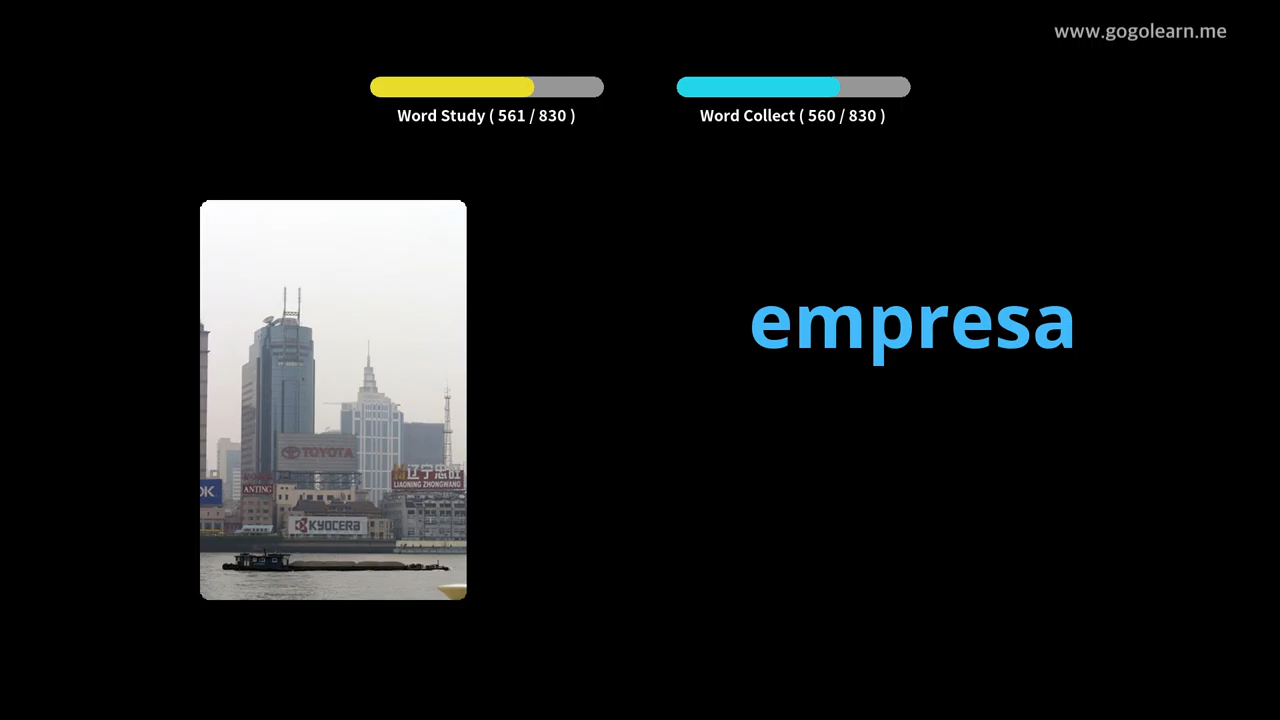 www.gogolearn.me
Word Study ( 561 / 830 )
Word Collect ( 560 / 830 )
empresa
TOYOTA
辽宁忠旺
LIAONING ZHONGWANG
OK
ANTING
KYOCERA